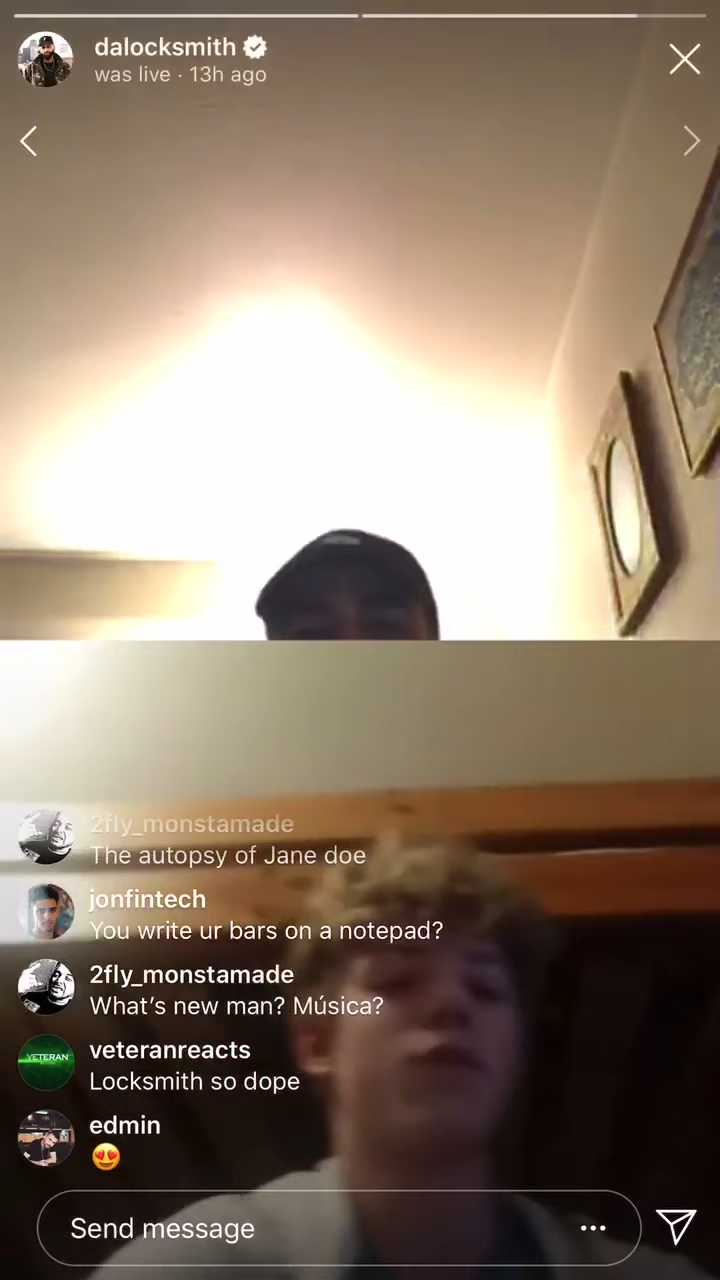 dalocksmith
was live · 13h ago
2fly_monstamade
The autopsy of Jane doe
jonfintech
You write ur bars on a notepad?
2fly_monstamade
What’s new man? Música?
VETERAN
veteranreacts
Locksmith so dope
edmin
😍
Send message